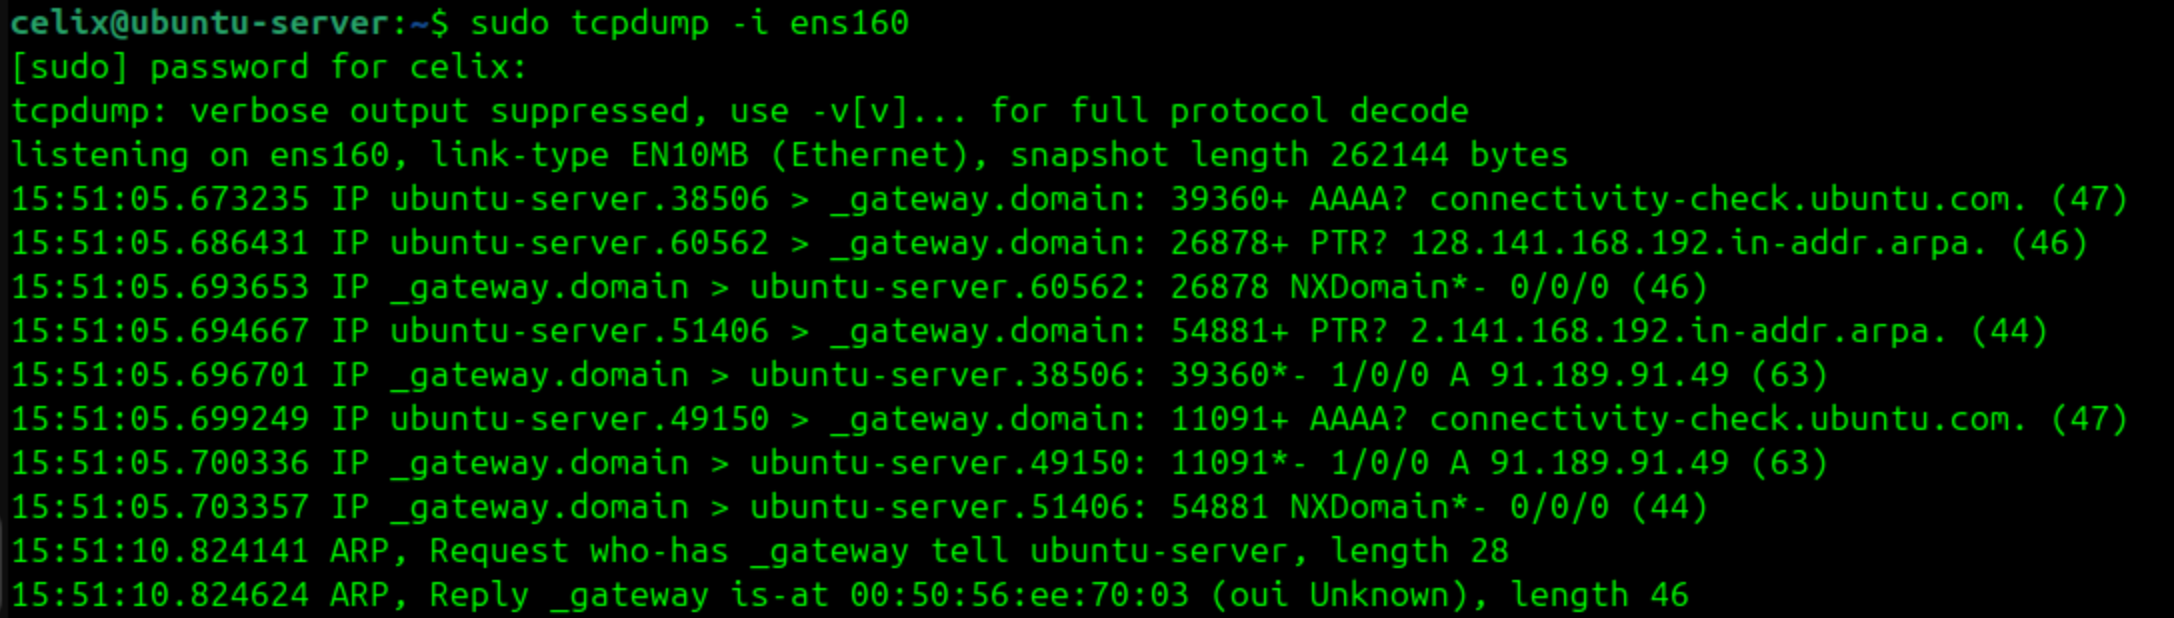 celix@ubuntu-server:~$ sudo tcpdump -i ens160
[sudo] password for celix:
tcpdump: verbose output suppressed, use -v[v]... for full protocol decode
listening on ens160, link-type EN10MB (Ethernet), snapshot length 262144 bytes
15:51:05.673235 IP ubuntu-server.38506 > _gateway.domain: 39360+ AAAA? connectivity-check.ubuntu.com. (47)
15:51:05.686431 IP ubuntu-server.60562 > _gateway.domain: 26878+ PTR? 128.141.168.192.in-addr.arpa. (46)
15:51:05.693653 IP _gateway.domain > ubuntu-server.60562: 26878 NXDomain*- 0/0/0 (46)
15:51:05.694667 IP ubuntu-server.51406 > _gateway.domain: 54881+ PTR? 2.141.168.192.in-addr.arpa. (44)
15:51:05.696701 IP _gateway.domain > ubuntu-server.38506: 39360*- 1/0/0 A 91.189.91.49 (63)
15:51:05.699249 IP ubuntu-server.49150 > _gateway.domain: 11091+ AAAA? connectivity-check.ubuntu.com. (47)
15:51:05.700336 IP _gateway.domain > ubuntu-server.49150: 11091*- 1/0/0 A 91.189.91.49 (63)
15:51:05.703357 IP _gateway.domain > ubuntu-server.51406: 54881 NXDomain*- 0/0/0 (44)
15:51:10.824141 ARP, Request who-has _gateway tell ubuntu-server, length 28
15:51:10.824624 ARP, Reply _gateway is-at 00:50:56:ee:70:03 (oui Unknown), length 46